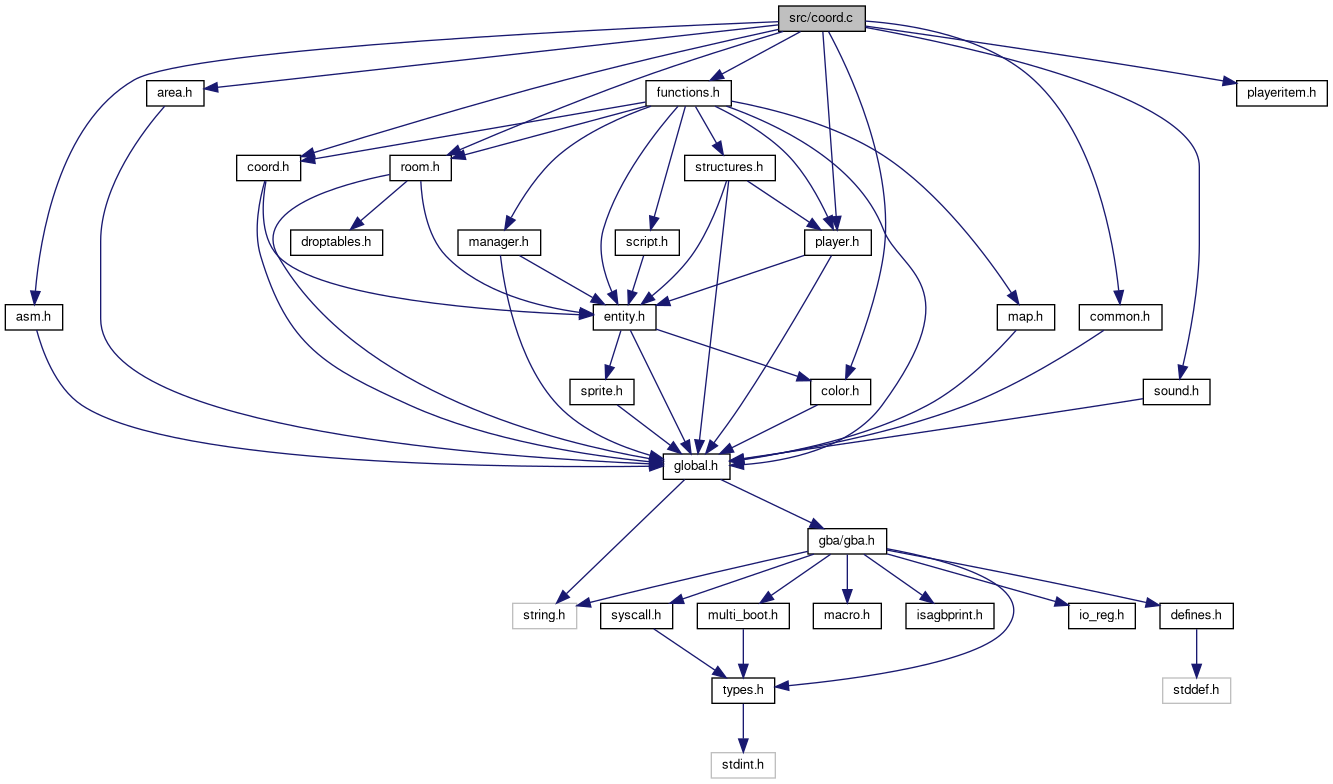 src/coord.c
area.h
functions.h
playeritem.h
coord.h
room.h
structures.h
droptables.h
manager.h
script.h
player.h
asm.h
entity.h
map.h
common.h
sprite.h
color.h
sound.h
global.h
gba/gba.h
string.h
syscall.h
multi_boot.h
macro.h
isagbprint.h
io_reg.h
defines.h
types.h
stddef.h
stdint.h